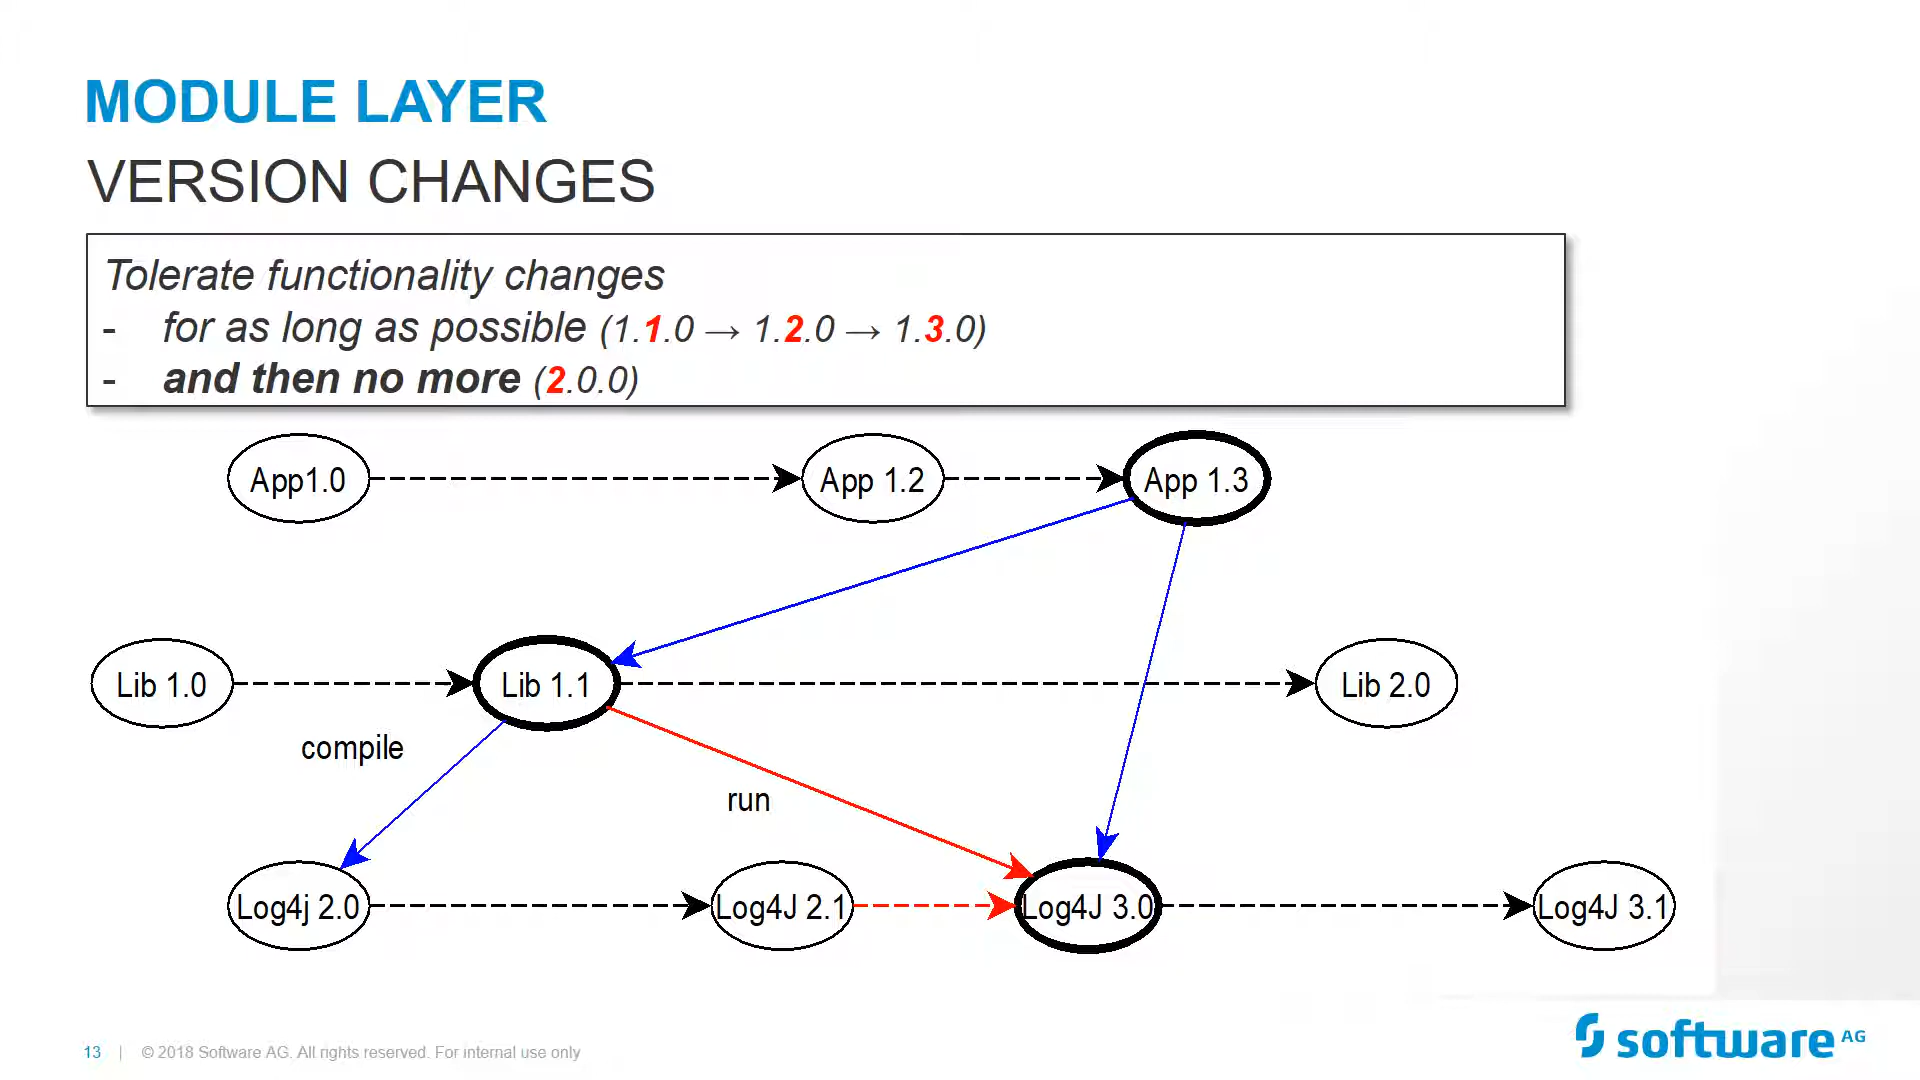 MODULE LAYER
VERSION CHANGES
Tolerate functionality changes
- for as long as possible (1.1.0 → 1.2.0 → 1.3.0)
- and then no more (2.0.0)
App1.0
App 1.2
App 1.3
Lib 1.0
Lib 1.1
Lib 2.0
compile
run
Log4j 2.0
Log4J 2.1
Log4J 3.0
Log4J 3.1
13 | © 2018 Software AG. All rights reserved. For internal use only
software AG